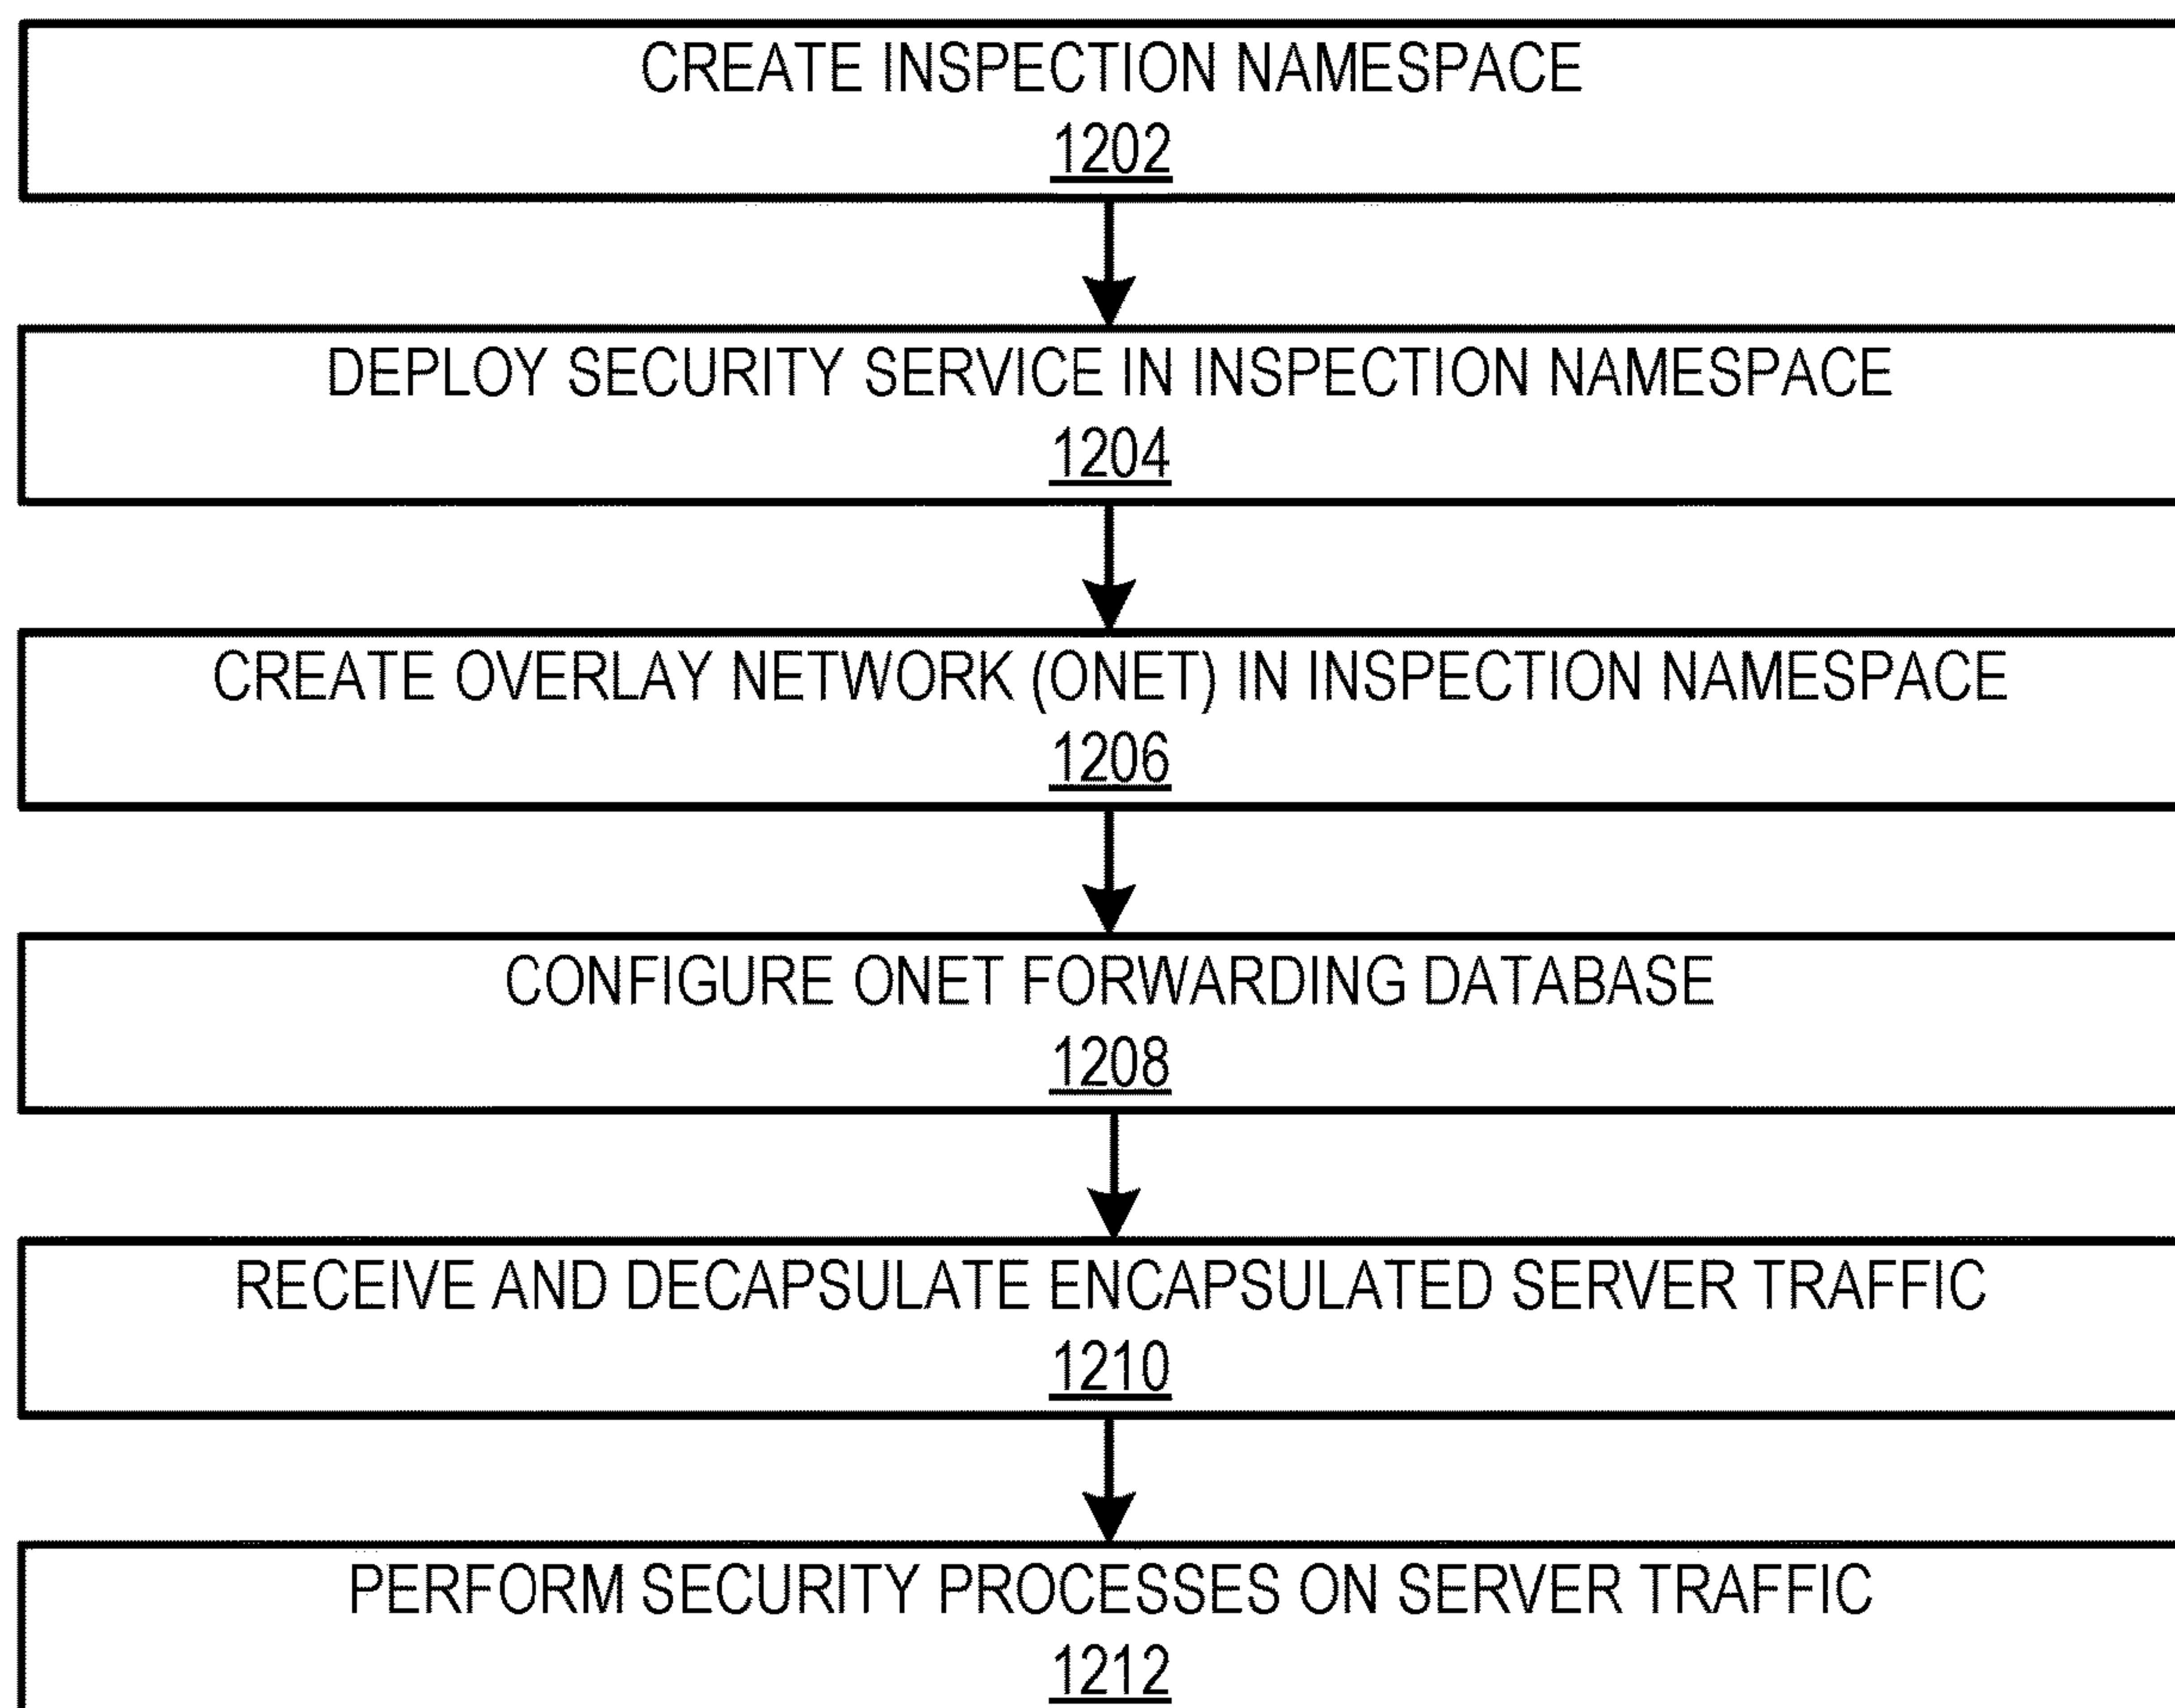 CREATE INSPECTION NAMESPACE
1202
DEPLOY SECURITY SERVICE IN INSPECTION NAMESPACE
1204
CREATE OVERLAY NETWORK (ONET) IN INSPECTION NAMESPACE
1206
CONFIGURE ONET FORWARDING DATABASE
1208
RECEIVE AND DECAPSULATE ENCAPSULATED SERVER TRAFFIC
1210
PERFORM SECURITY PROCESSES ON SERVER TRAFFIC
1212